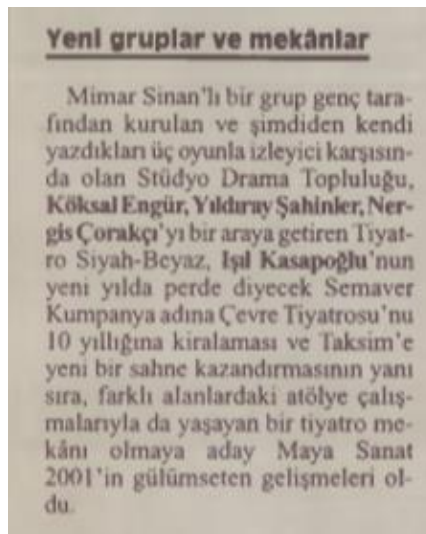 Yeni gruplar ve mekânlar
Mimar Sinan'lı bir grup genç tara-
fından kurulan ve şimdiden kendi
yazdıkları üç oyunla izleyici karşısın-
da olan Stüdyo Drama Topluluğu,
Köksal Engür, Yıldıray Şahinler, Ner-
gis Çorakçı'yı bir araya getiren Tiyat-
ro Siyah-Beyaz, Işıl Kasapoğlu'nun
yeni yılda perde diyecek Semaver
Kumpanya adına Çevre Tiyatrosu'nu
10 yıllığına kiralaması ve Taksim'e
yeni bir sahne kazandırmasının yanı
sıra, farklı alanlardaki atölye çalış-
malarıyla da yaşayan bir tiyatro me-
kânı olmaya aday Maya Sanat
2001'in gülümseten gelişmeleri ol-
du.